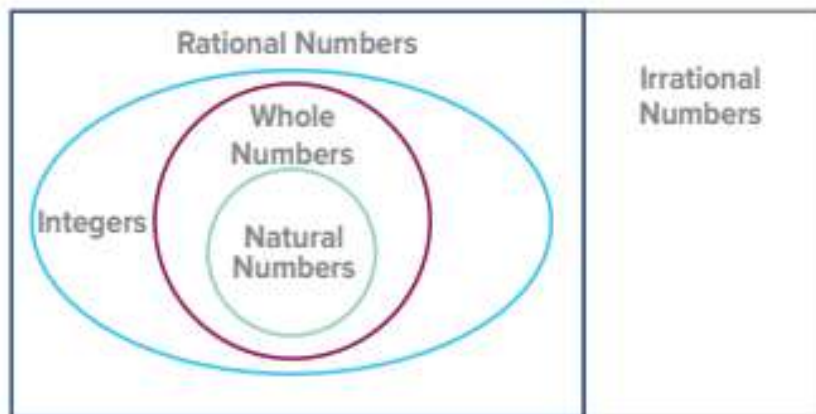 Rational Numbers
Irrational
Numbers
Whole
Numbers
Integers
Natural
Numbers